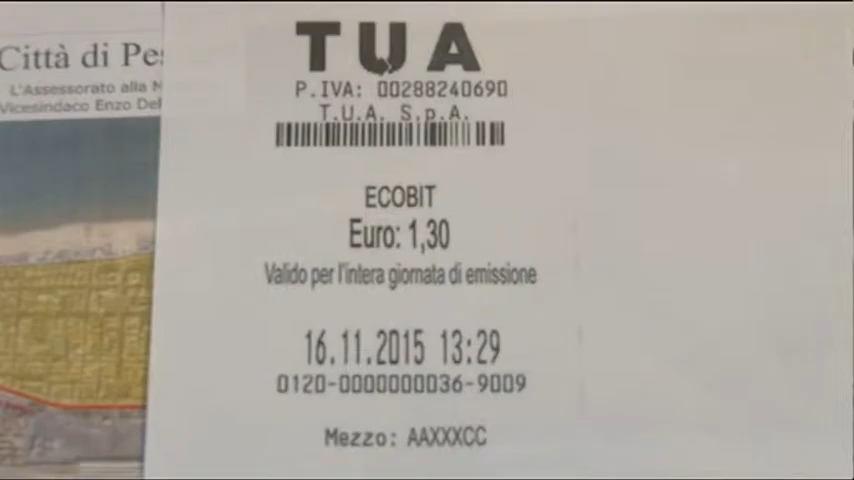 Città di Pes
L'Assessorato alla M
Vicesindaco Enzo Del
TUA
P.IVA: 00288240690
T.U.A. S.p.A.
ECOBIT
Euro: 1,30
Valido per l'intera giornata di emissione
16.11.2015 13:29
0120-0000000036-9009
Mezzo: AAXXXCC